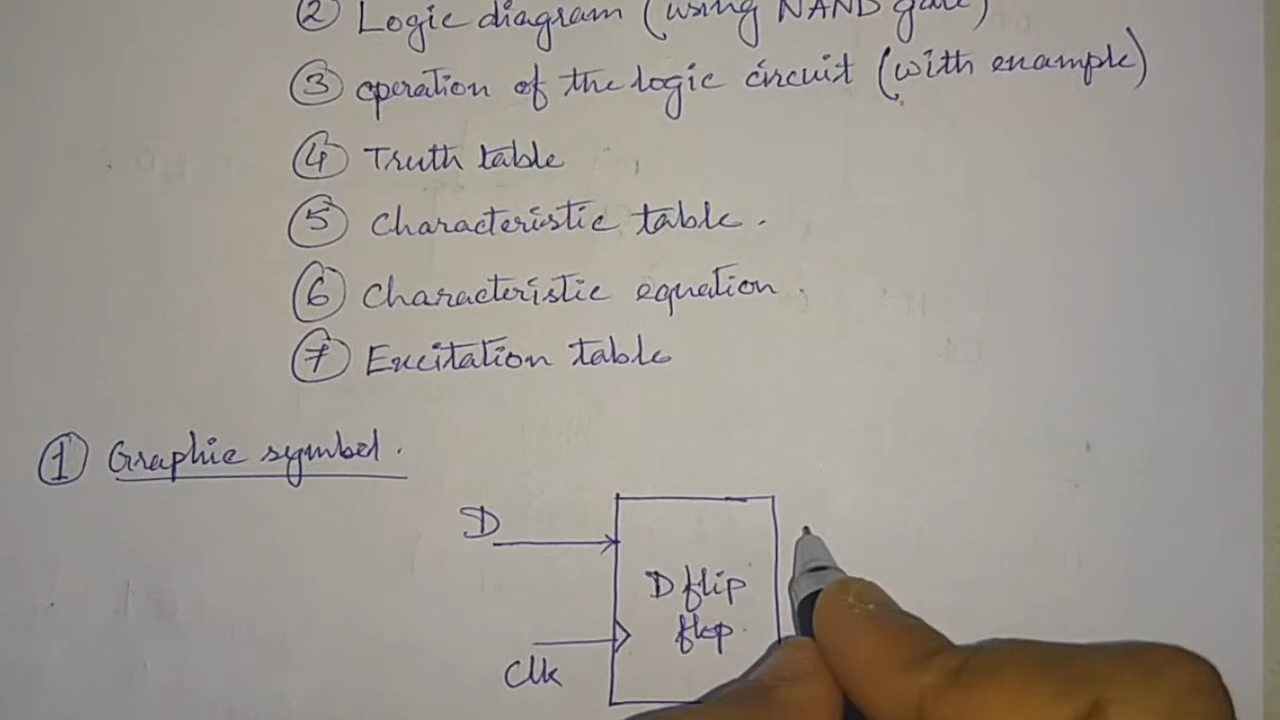 ② Logic diagram (using NAND gate)
③ operation of the logic circuit (with example)
④ Truth table
⑤ Characteristic table.
⑥ Characteristic equation.
⑦ Excitation table
① Graphic symbol.
D
D flip
flop
Clk